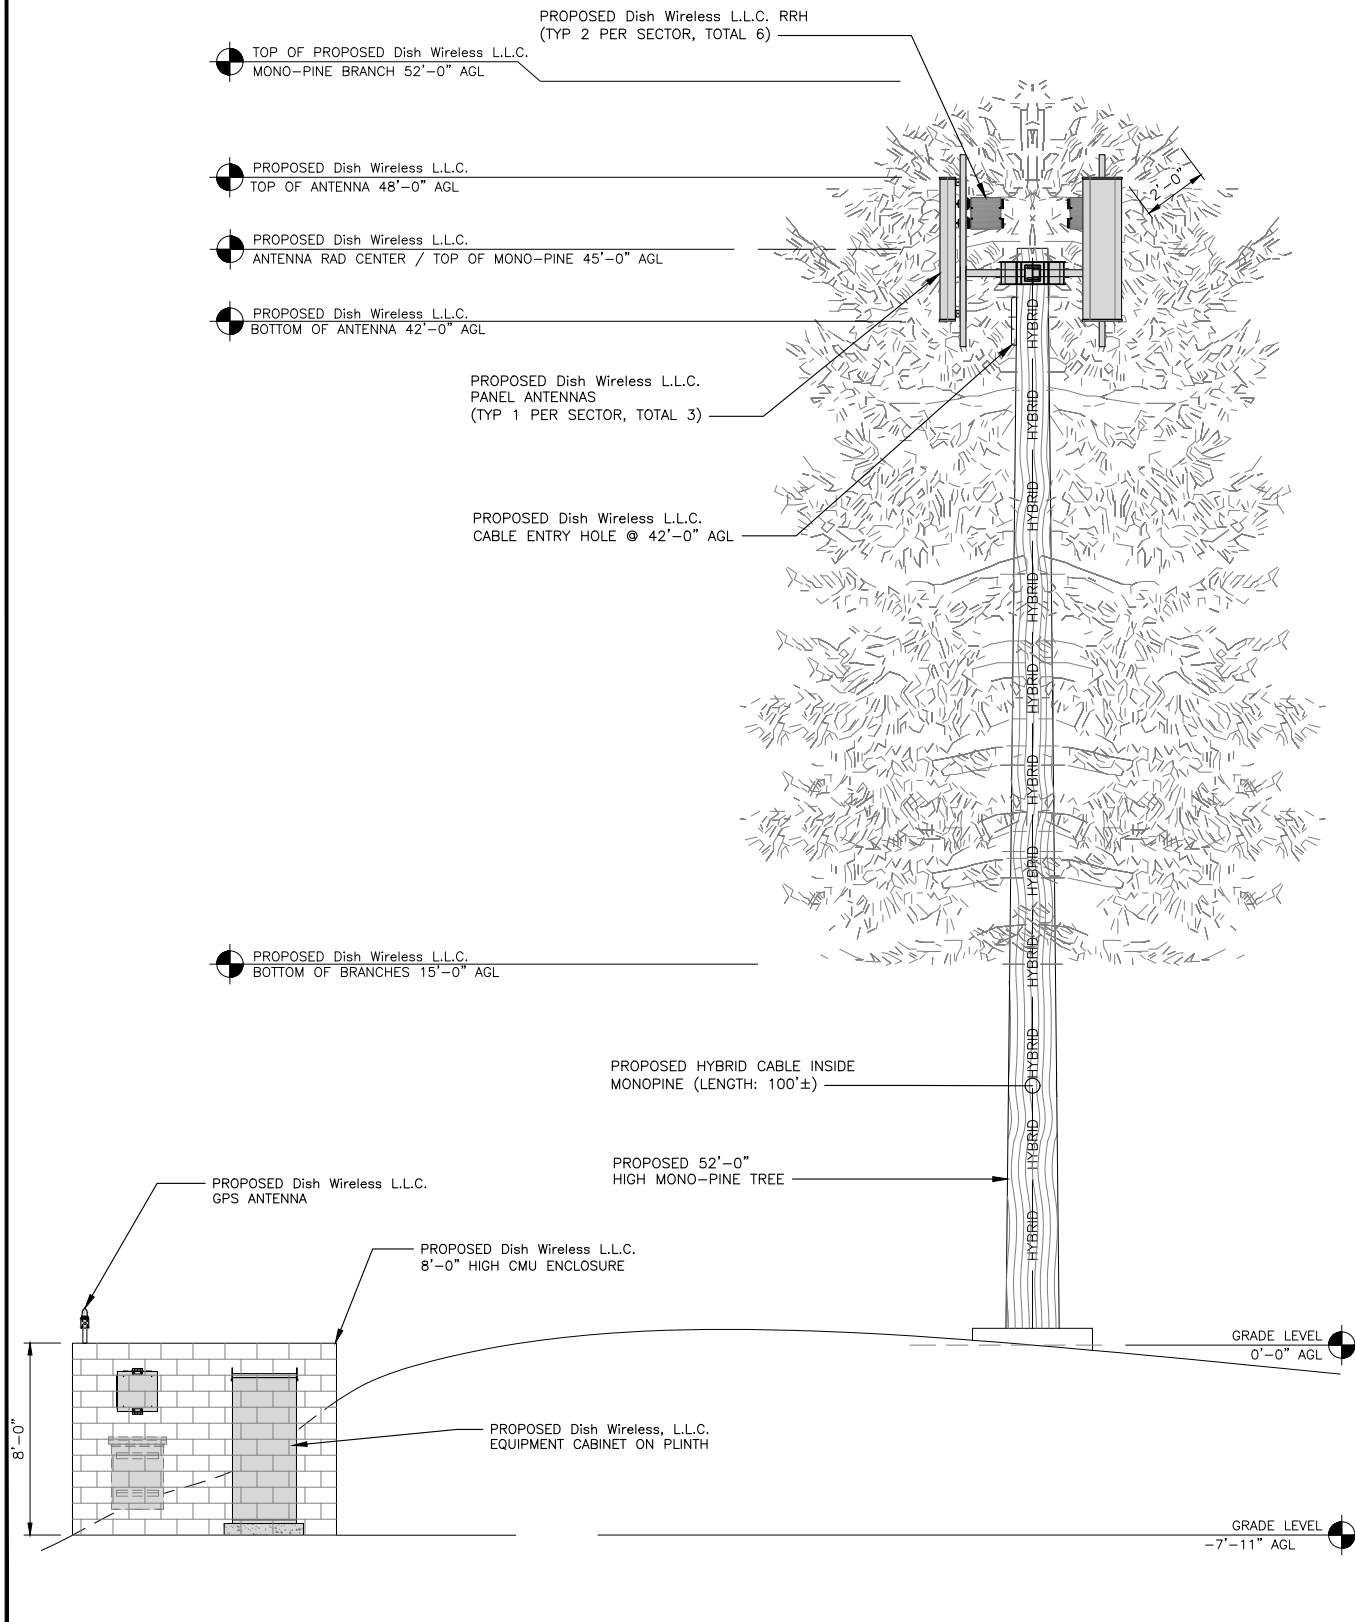 PROPOSED Dish Wireless L.L.C. RRH
(TYP 2 PER SECTOR, TOTAL 6)
TOP OF PROPOSED Dish Wireless L.L.C.
MONO-PINE BRANCH 52'-0" AGL
PROPOSED Dish Wireless L.L.C.
TOP OF ANTENNA 48'-0" AGL
2'-0"
PROPOSED Dish Wireless L.L.C.
ANTENNA RAD CENTER / TOP OF MONO-PINE 45'-0" AGL
PROPOSED Dish Wireless L.L.C.
BOTTOM OF ANTENNA 42'-0" AGL
PROPOSED Dish Wireless L.L.C.
PANEL ANTENNAS
(TYP 1 PER SECTOR, TOTAL 3)
PROPOSED Dish Wireless L.L.C.
CABLE ENTRY HOLE @ 42'-0" AGL
HYBRID
HYBRID
HYBRID
HYBRID
HYBRID
HYBRID
HYBRID
HYBRID
HYBRID
HYBRID
HYBRID
PROPOSED Dish Wireless L.L.C.
BOTTOM OF BRANCHES 15'-0" AGL
PROPOSED HYBRID CABLE INSIDE
MONOPINE (LENGTH: 100'±)
PROPOSED 52'-0"
HIGH MONO-PINE TREE
PROPOSED Dish Wireless L.L.C.
GPS ANTENNA
PROPOSED Dish Wireless L.L.C.
8'-0" HIGH CMU ENCLOSURE
GRADE LEVEL
0'-0" AGL
8'-0"
PROPOSED Dish Wireless, L.L.C.
EQUIPMENT CABINET ON PLINTH
GRADE LEVEL
-7'-11" AGL